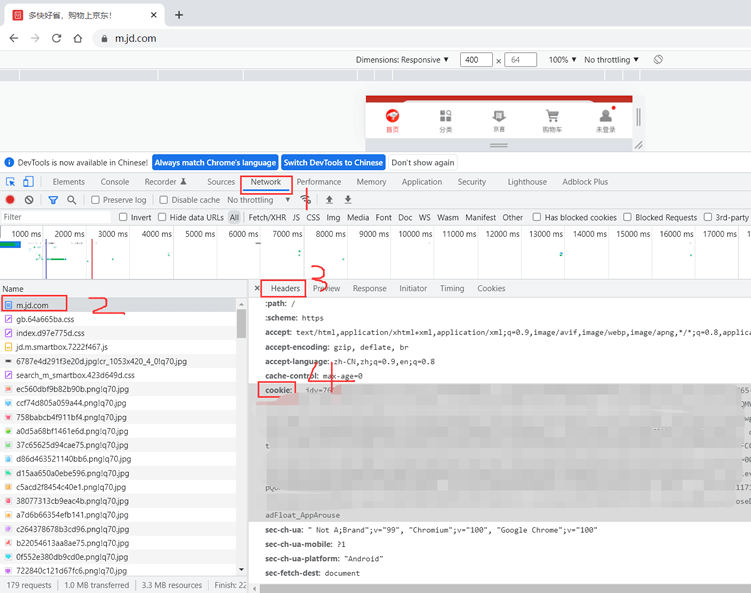 多快好省，购物上京东！
m.jd.com
Dimensions: Responsive ▼ 400 × 64 100% ▼ No throttling ▼
首页 分类 京喜 购物车 未登录
DevTools is now available in Chinese! Always match Chrome's language Switch DevTools to Chinese Don't show again
Elements Console Recorder Sources Network Performance Memory Application Security Lighthouse Adblock Plus
1
Preserve log Disable cache No throttling ▼
Filter Invert Hide data URLs All Fetch/XHR JS CSS Img Media Font Doc WS Wasm Manifest Other Has blocked cookies Blocked Requests 3rd-party
1000 ms 2000 ms 3000 ms 4000 ms 5000 ms 6000 ms 7000 ms 8000 ms 9000 ms 10000 ms 11000 ms 12000 ms 13000 ms 14000 ms 15000 ms 16000 ms 17000 ms
Name
m.jd.com
2
gb.64a665ba.css
index.d97e775d.css
jd.m.smartbox.7222f467.js
6787e4d291f3e20d.jpg!cr_1053x420_4_0!q70.jpg
search_m_smartbox.423d649d.css
ec560dbf9b82b90b.png!q70.jpg
ccf74d805a059a44.png!q70.jpg
758babcb4f911bf4.png!q70.jpg
a0d5a68bf1461e6d.png!q70.jpg
37c65625d94cae75.png!q70.jpg
d86d463521140bb6.png!q70.jpg
d15aa650a0ebe596.png!q70.jpg
c5acd2f8454c40e1.png!q70.jpg
38077313cb9eac4b.png!q70.jpg
a7d6b66354efb141.png!q70.jpg
c264378678b3cd96.png!q70.jpg
b22054613aa8ae75.png!q70.jpg
0f552e380db9cd0e.png!q70.jpg
722840c121d67fc6.png!q70.jpg
179 requests 1.0 MB transferred 3.3 MB resources Finish: 22
3
Headers Preview Response Initiator Timing Cookies
:path: /
:scheme: https
accept: text/html,application/xhtml+xml,application/xml;q=0.9,image/avif,image/webp,image/apng,*/*;q=0.8,applica
accept-encoding: gzip, deflate, br
accept-language: zh-CN,zh;q=0.9,en;q=0.8
cache-control: max-age=0
4
cookie:
adFloat_AppArouse
sec-ch-ua: " Not A;Brand";v="99", "Chromium";v="100", "Google Chrome";v="100"
sec-ch-ua-mobile: ?1
sec-ch-ua-platform: "Android"
sec-fetch-dest: document